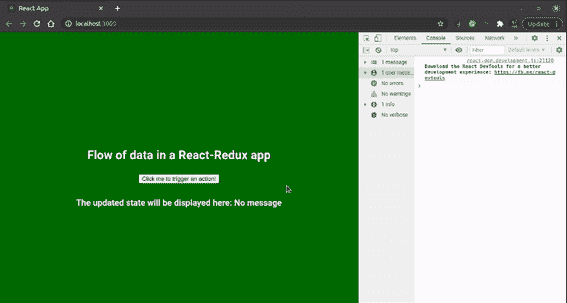 React App
localhost:3000
Update
Elements Console Sources Network
top Filter Default levels
1 message
1 user mess...
No errors
No warnings
1 info
No verbose
react-dom.development.js:21120
Download the React DevTools for a better
development experience: https://fb.me/react-d
evtools
Flow of data in a React-Redux app
Click me to trigger an action!
The updated state will be displayed here: No message